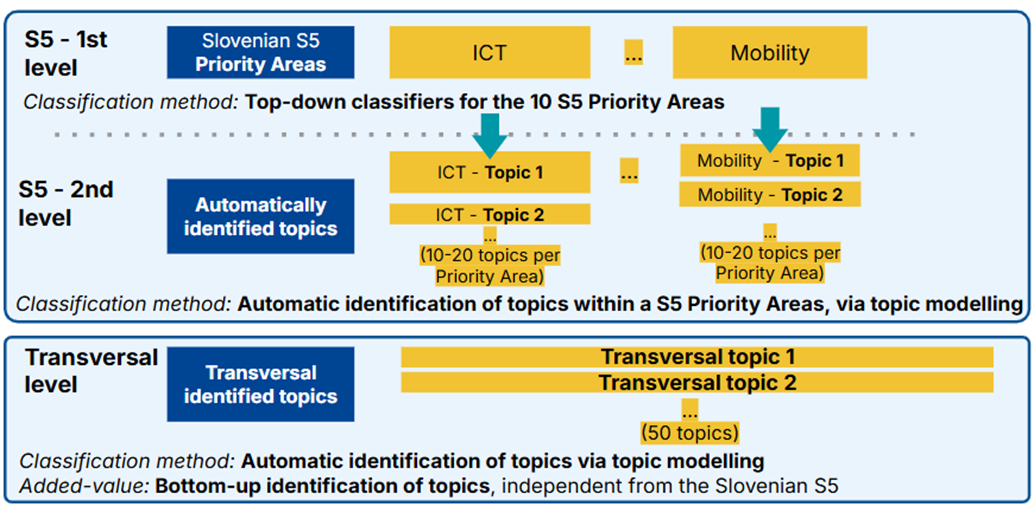 S5 - 1st
level
Slovenian S5
Priority Areas
ICT
...
Mobility
Classification method: Top-down classifiers for the 10 S5 Priority Areas
S5 - 2nd
level
Automatically
identified topics
ICT - Topic 1
ICT - Topic 2
...
(10-20 topics per
Priority Area)
...
Mobility - Topic 1
Mobility - Topic 2
...
(10-20 topics per
Priority Area)
Classification method: Automatic identification of topics within a S5 Priority Areas, via topic modelling
Transversal
level
Transversal
identified topics
Transversal topic 1
Transversal topic 2
...
(50 topics)
Classification method: Automatic identification of topics via topic modelling
Added-value: Bottom-up identification of topics, independent from the Slovenian S5